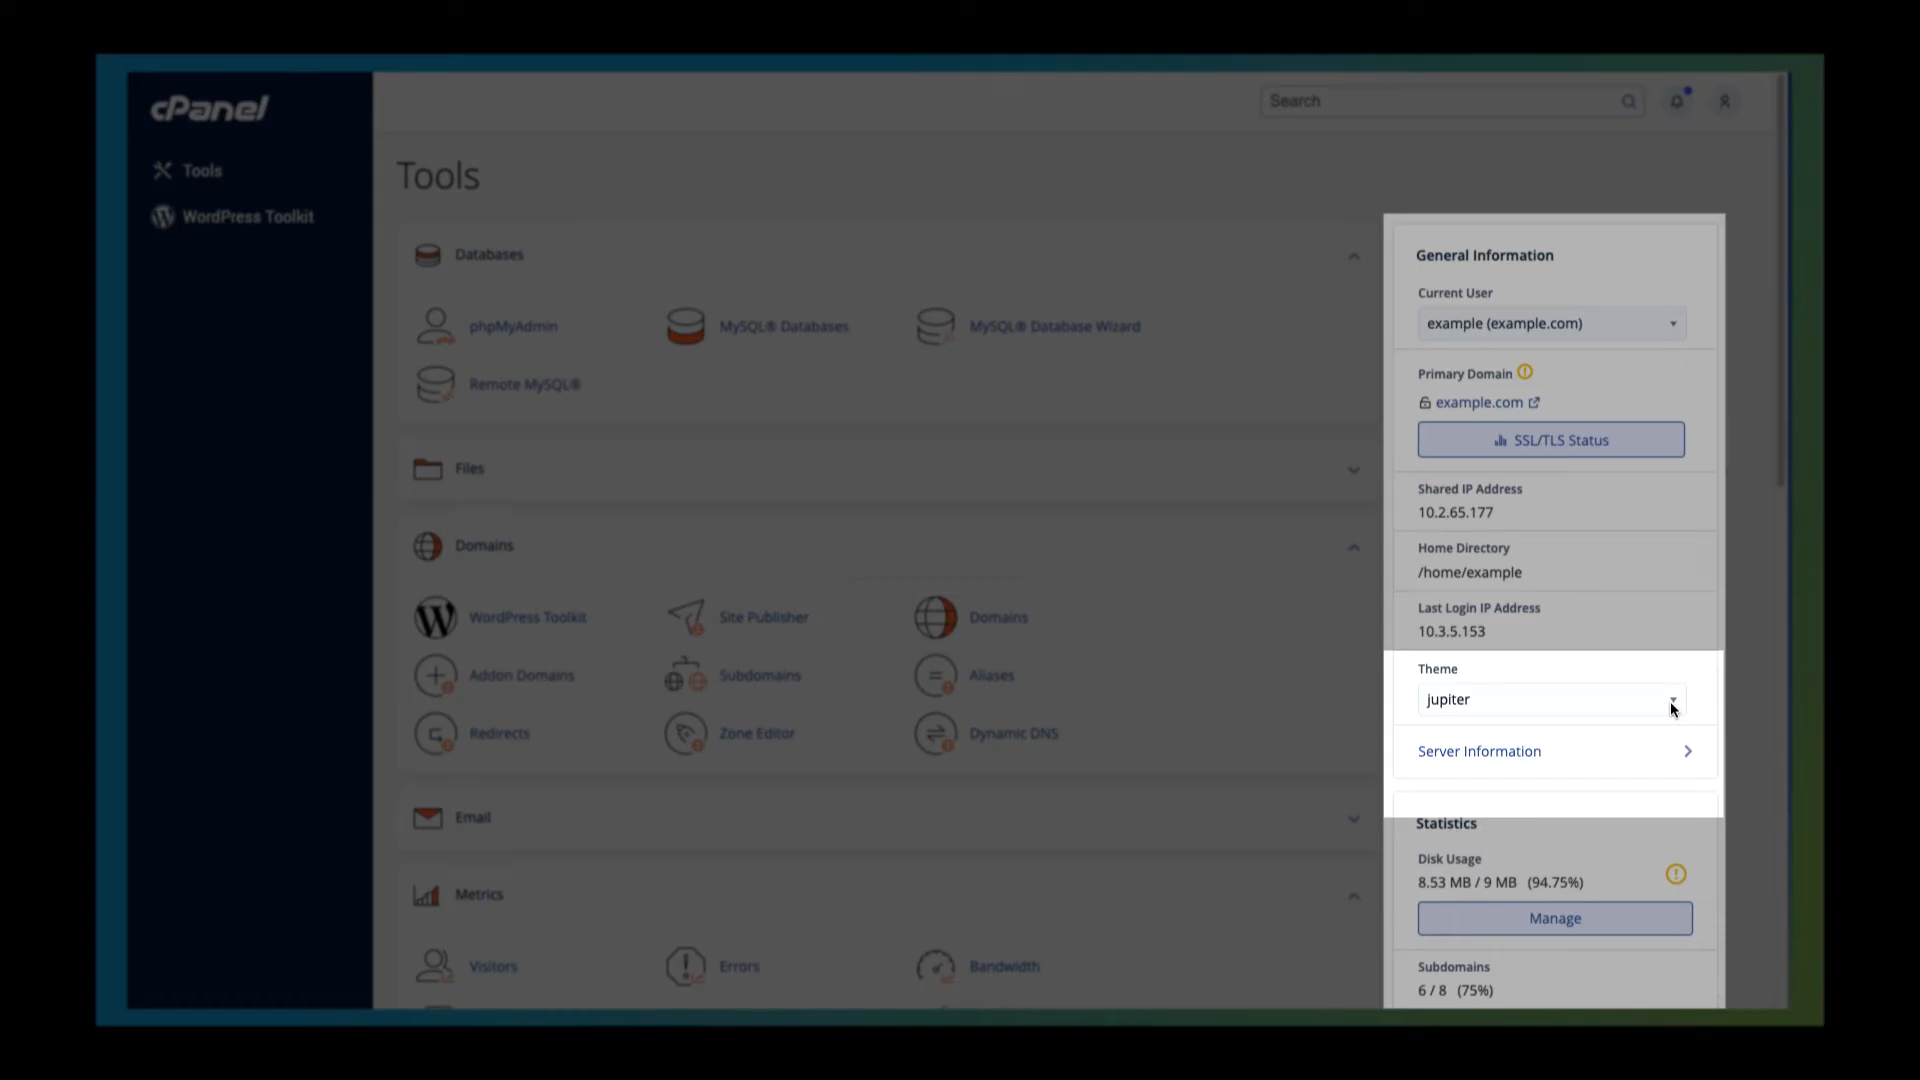 cPanel
Tools
WordPress Toolkit
Search
Tools
Databases
phpMyAdmin
MySQL® Databases
MySQL® Database Wizard
Remote MySQL®
Files
Domains
WordPress Toolkit
Site Publisher
Domains
Addon Domains
Subdomains
Aliases
Redirects
Zone Editor
Dynamic DNS
Email
Metrics
Visitors
Errors
Bandwidth
General Information
Current User
example (example.com)
Primary Domain
example.com
SSL/TLS Status
Shared IP Address
10.2.65.177
Home Directory
/home/example
Last Login IP Address
10.3.5.153
Theme
jupiter
Server Information
Statistics
Disk Usage
8.53 MB / 9 MB (94.75%)
Manage
Subdomains
6 / 8 (75%)